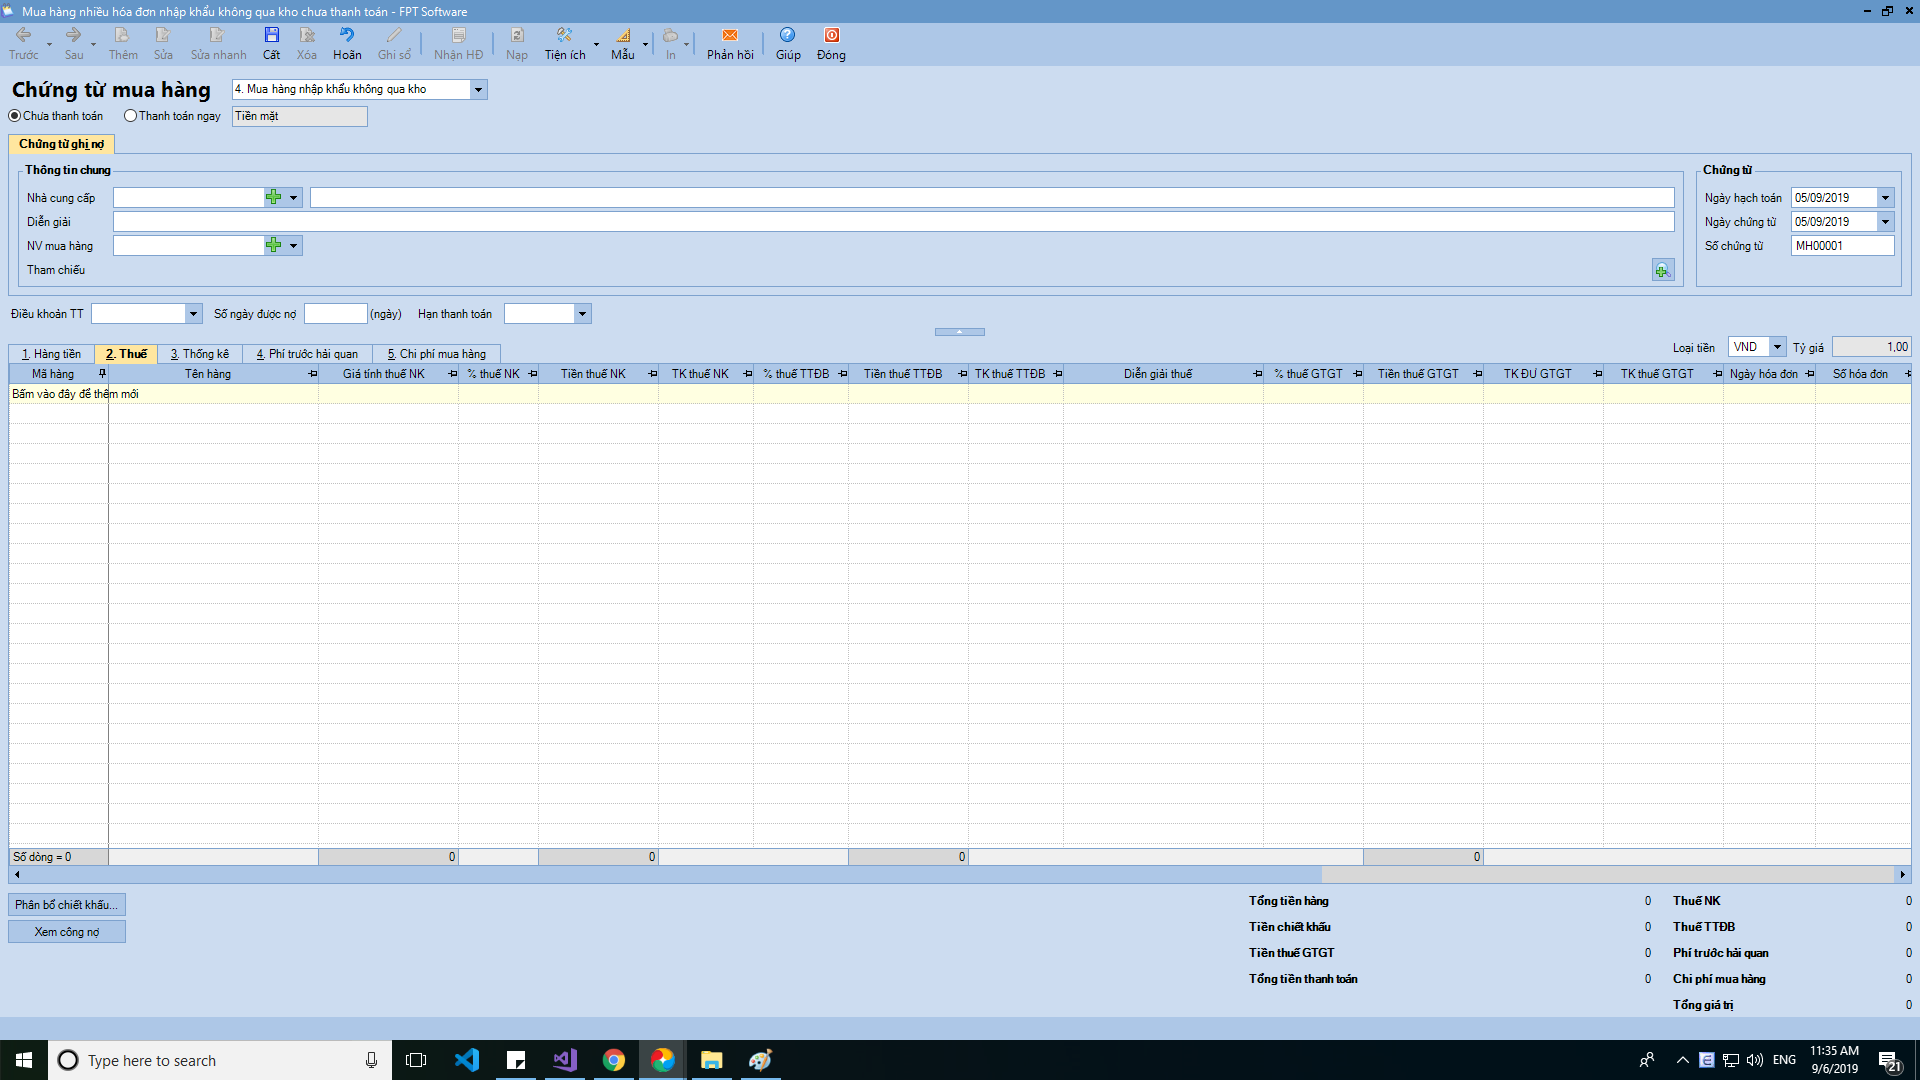 Mua hàng nhiều hóa đơn nhập khẩu không qua kho chưa thanh toán - FPT Software
Trước Sau Thêm Sửa Sửa nhanh Cất Xóa Hoãn Ghi sổ Nhận HĐ Nạp Tiện ích Mẫu In Phản hồi Giúp Đóng
Chứng từ mua hàng 4. Mua hàng nhập khẩu không qua kho
Chưa thanh toán Thanh toán ngay Tiền mặt
Chứng từ ghi nợ
Thông tin chung Chứng từ
Nhà cung cấp Ngày hạch toán 05/09/2019
Diễn giải Ngày chứng từ 05/09/2019
NV mua hàng Số chứng từ MH00001
Tham chiếu
Điều khoản TT Số ngày được nợ (ngày) Hạn thanh toán
1. Hàng tiền 2. Thuế 3. Thống kê 4. Phí trước hải quan 5. Chi phí mua hàng Loại tiền VND Tỷ giá 1,00
Mã hàng Tên hàng Giá tính thuế NK % thuế NK Tiền thuế NK TK thuế NK % thuế TTĐB Tiền thuế TTĐB TK thuế TTĐB Diễn giải thuế % thuế GTGT Tiền thuế GTGT TK ĐƯ GTGT TK thuế GTGT Ngày hóa đơn Số hóa đơn
Bấm vào đây để thêm mới
Số dòng = 0 0 0 0 0
Phân bổ chiết khấu... Tổng tiền hàng 0 Thuế NK 0
Xem công nợ Tiền chiết khấu 0 Thuế TTĐB 0
Tiền thuế GTGT 0 Phí trước hải quan 0
Tổng tiền thanh toán 0 Chi phí mua hàng 0
Tổng giá trị 0
Type here to search ENG 11:35 AM
9/6/2019 21